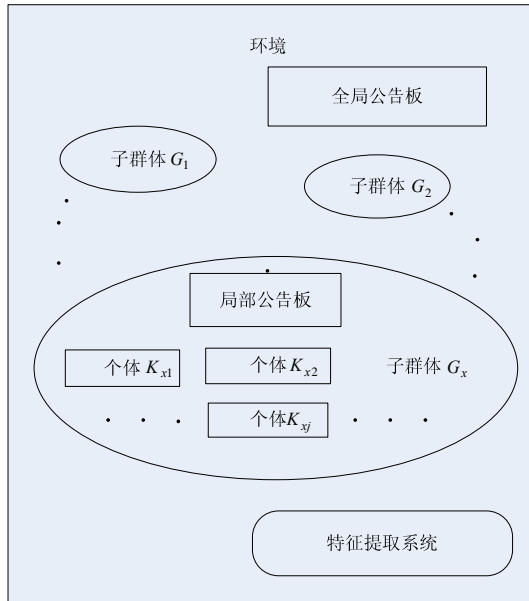 环境
全局公告板
子群体 G1
子群体 G2
局部公告板
个体 Kx1
个体 Kx2
子群体 Gx
个体Kxj
特征提取系统